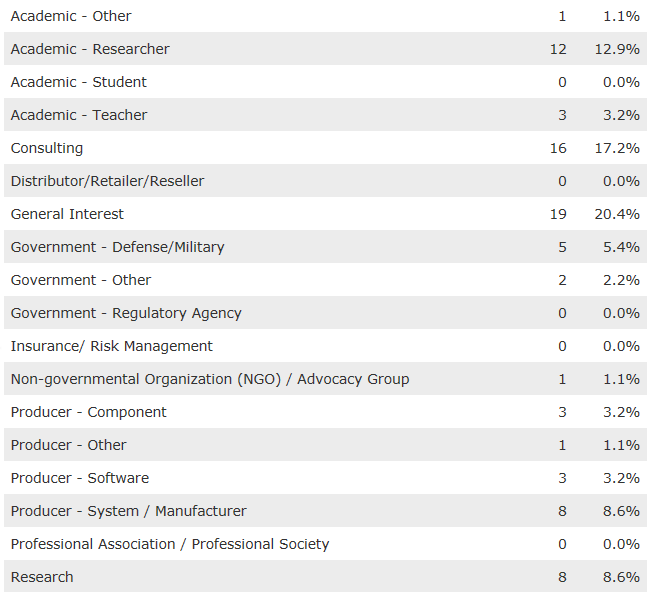 Academic - Other 1 1.1%
Academic - Researcher 12 12.9%
Academic - Student 0 0.0%
Academic - Teacher 3 3.2%
Consulting 16 17.2%
Distributor/Retailer/Reseller 0 0.0%
General Interest 19 20.4%
Government - Defense/Military 5 5.4%
Government - Other 2 2.2%
Government - Regulatory Agency 0 0.0%
Insurance/ Risk Management 0 0.0%
Non-governmental Organization (NGO) / Advocacy Group 1 1.1%
Producer - Component 3 3.2%
Producer - Other 1 1.1%
Producer - Software 3 3.2%
Producer - System / Manufacturer 8 8.6%
Professional Association / Professional Society 0 0.0%
Research 8 8.6%